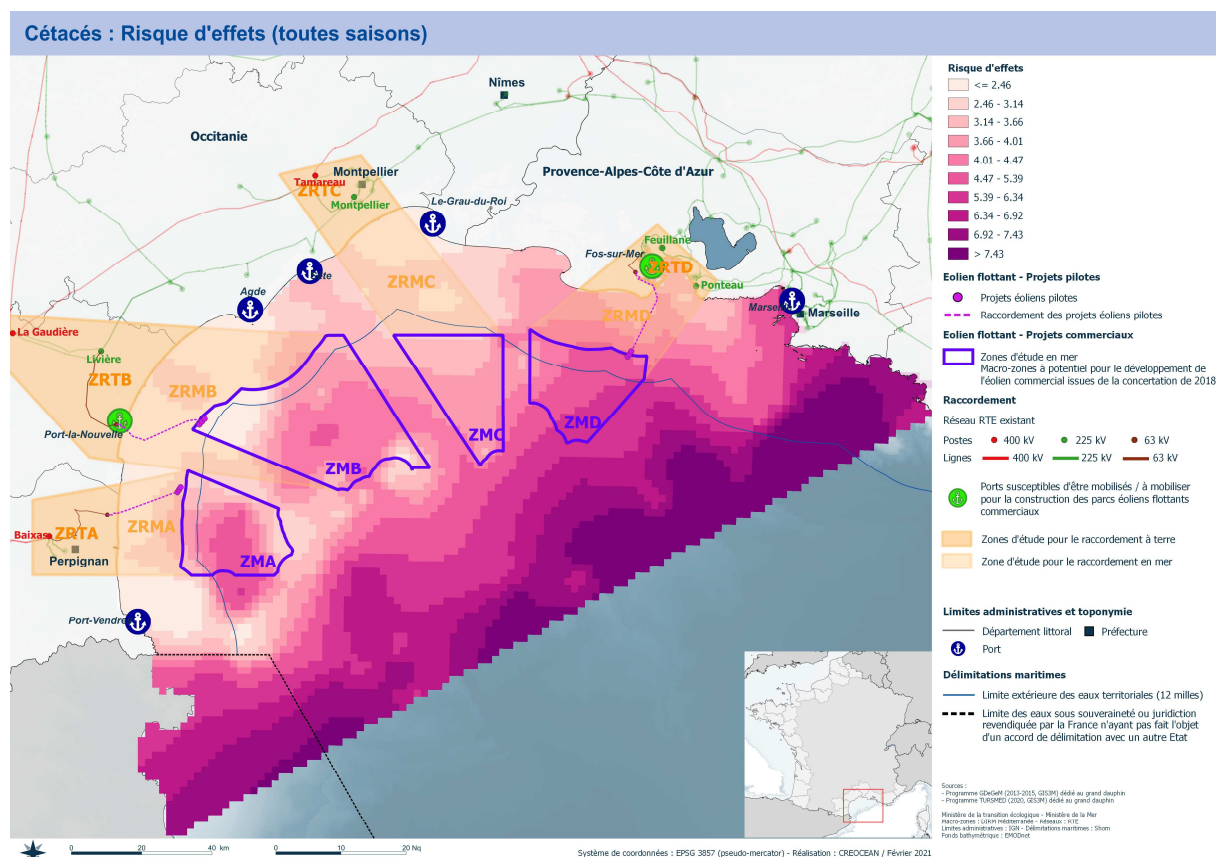 Cétacés : Risque d'effets (toutes saisons)
Nîmes
Occitanie
Montpellier
Tamareau
ZRTC
Montpellier
Provence-Alpes-Côte d'Azur
Le-Grau-du-Roi
Feuillane
Fos-sur-Mer
ZRTD
Ponteau
Agde
ZRMC
ZRMD
Marseille
La Gaudière
Livière
ZRTB
ZRMB
Port-la-Nouvelle
ZMB
ZMC
ZMD
ZRMA
Baixas
ZRTA
Perpignan
ZMA
Port-Vendre
0 20 40 km
0 10 20 Nq
Système de coordonnées : EPSG 3857 (pseudo-mercator) - Réalisation : CREOCEAN / Février 2021
Risque d'effets
<= 2.46
2.46 - 3.14
3.14 - 3.66
3.66 - 4.01
4.01 - 4.47
4.47 - 5.39
5.39 - 6.34
6.34 - 6.92
6.92 - 7.43
> 7.43
Eolien flottant - Projets pilotes
Projets éoliens pilotes
Raccordement des projets éoliens pilotes
Eolien flottant - Projets commerciaux
Zones d'étude en mer
Macro-zones à potentiel pour le développement de
l'éolien commercial issues de la concertation de 2018
Raccordement
Réseau RTE existant
Postes 400 kV 225 kV 63 kV
Lignes 400 kV 225 kV 63 kV
Ports susceptibles d'être mobilisés / à mobiliser
pour la construction des parcs éoliens flottants
commerciaux
Zones d'étude pour le raccordement à terre
Zone d'étude pour le raccordement en mer
Limites administratives et toponymie
Département littoral Préfecture
Port
Délimitations maritimes
Limite extérieure des eaux territoriales (12 milles)
Limite des eaux sous souveraineté ou juridiction
revendiquée par la France n'ayant pas fait l'objet
d'un accord de délimitation avec un autre Etat
Sources :
- Programme GDeGeM (2013-2015, GIS3M) dédié au grand dauphin
- Programme TURSMED (2020, GIS3M) dédié au grand dauphin
Ministère de la transition écologique - Ministère de la Mer
Macro-zones : DIRM Méditerranée - Réseaux : RTE
Limites administratives : IGN - Délimitations maritimes : Shom
Fonds bathymétrique : EMODnet